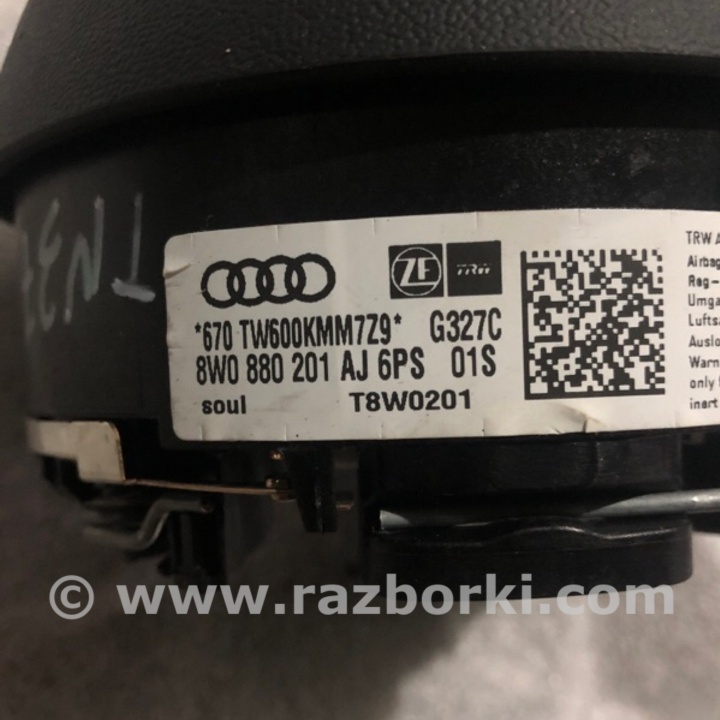 ZF TRW
*670 TW600KMM7Z9* G327C
8W0 880 201 AJ 6PS 01S
soul T8W0201
TRW A
Airbag
Reg-
Umga
Lufts
Auslo
Warn
only
inert
© www.razborki.com